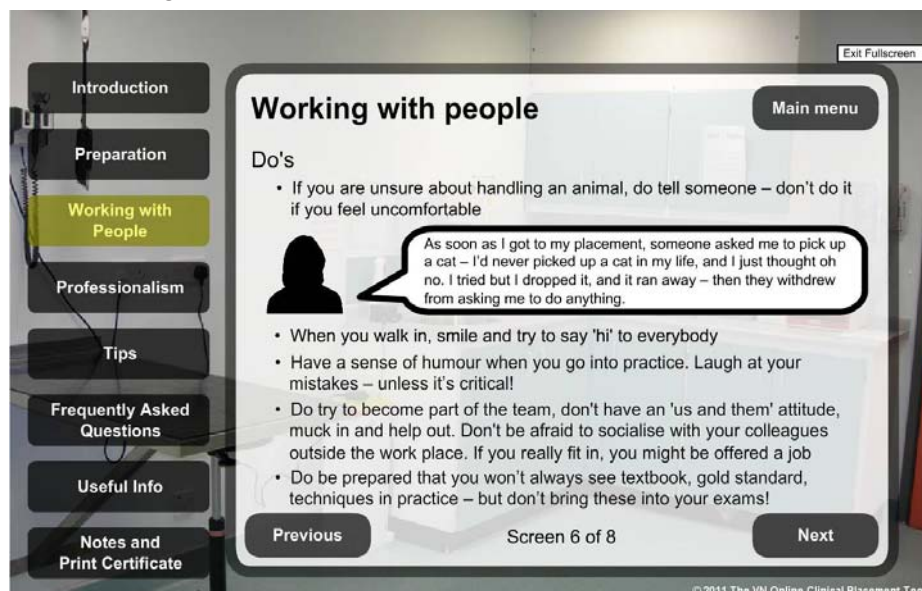 Exit Fullscreen
Introduction
Preparation
Working with
People
Professionalism
Tips
Frequently Asked
Questions
Useful Info
Notes and
Print Certificate
Working with people
Main menu
Do's
• If you are unsure about handling an animal, do tell someone – don't do it
if you feel uncomfortable
As soon as I got to my placement, someone asked me to pick up
a cat – I'd never picked up a cat in my life, and I just thought oh
no. I tried but I dropped it, and it ran away – then they withdrew
from asking me to do anything.
• When you walk in, smile and try to say 'hi' to everybody
• Have a sense of humour when you go into practice. Laugh at your
mistakes – unless it's critical!
• Do try to become part of the team, don't have an 'us and them' attitude,
muck in and help out. Don't be afraid to socialise with your colleagues
outside the work place. If you really fit in, you might be offered a job
• Do be prepared that you won't always see textbook, gold standard,
techniques in practice – but don't bring these into your exams!
Previous
Screen 6 of 8
Next
© 2011 The VN Online Clinical Placement